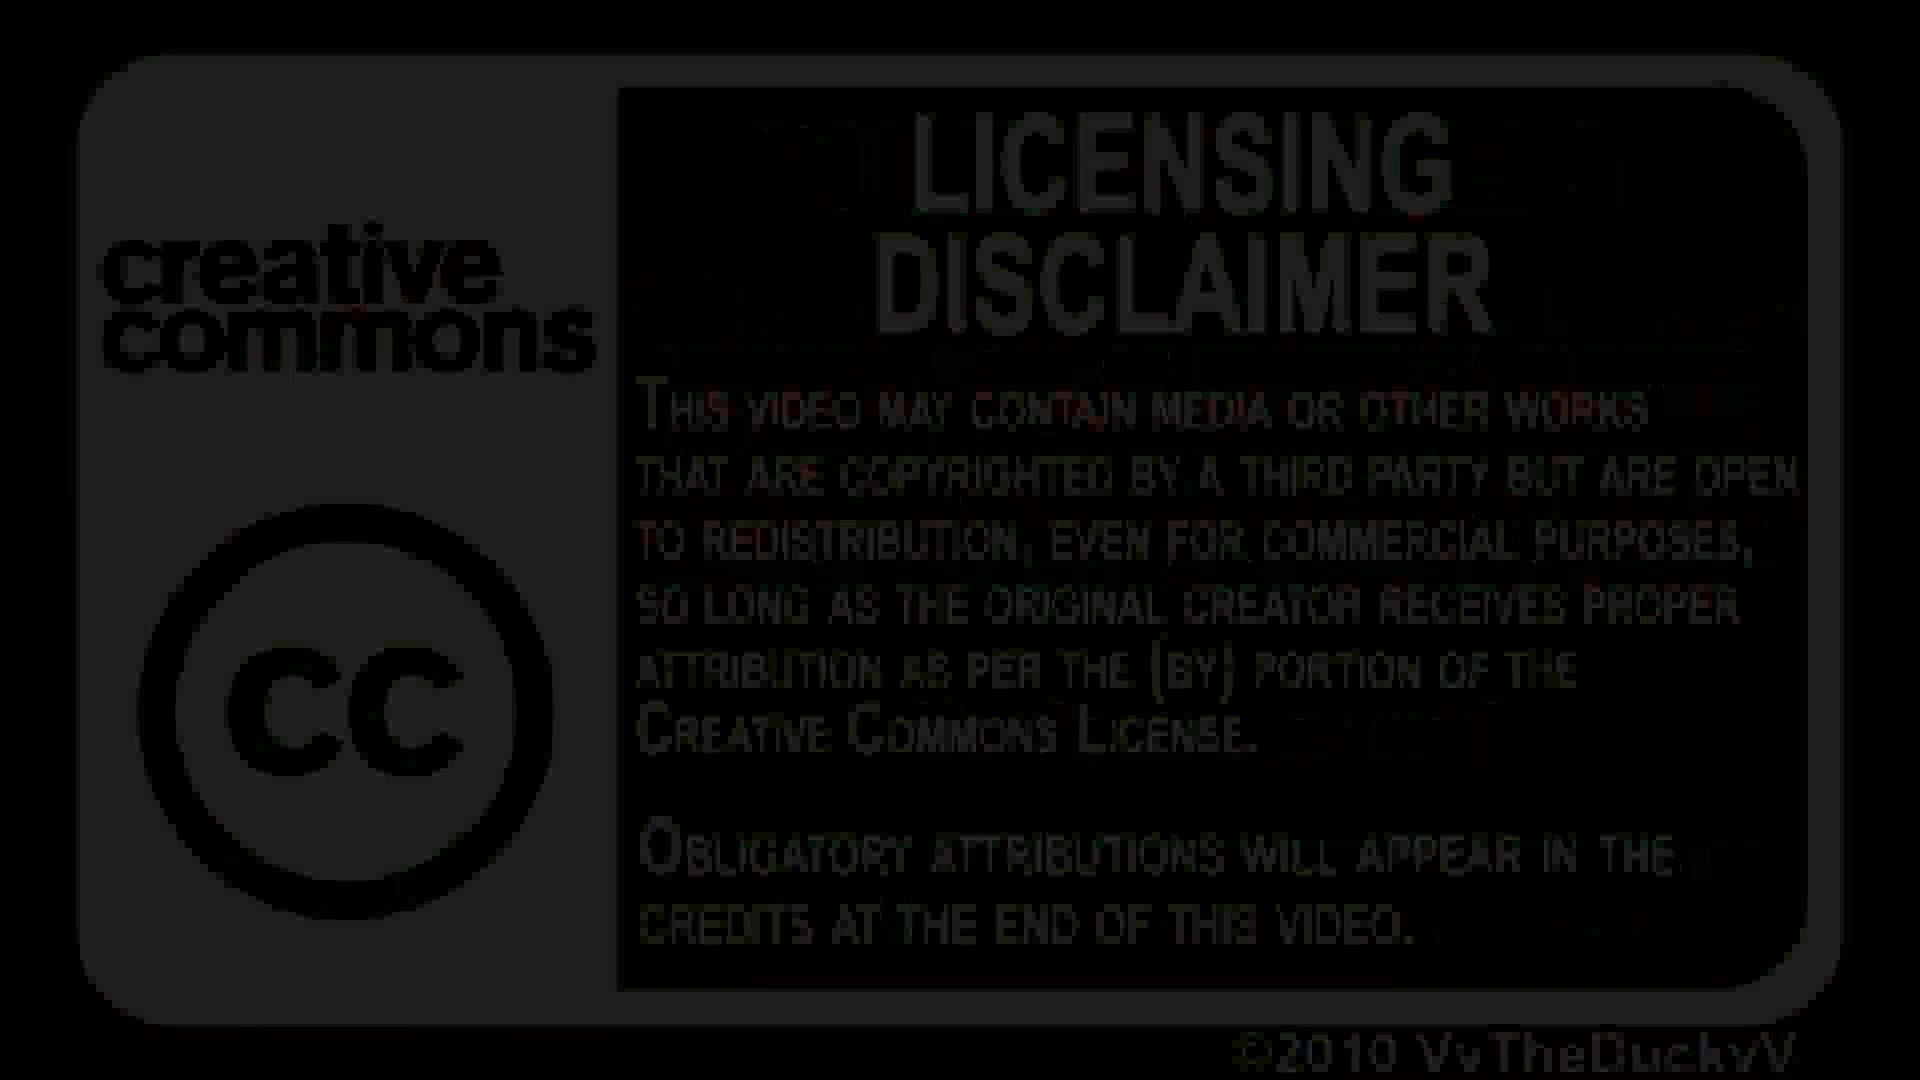 creative
commons
cc
LICENSING
DISCLAIMER
THIS VIDEO MAY CONTAIN MEDIA OR OTHER WORKS
THAT ARE COPYRIGHTED BY A THIRD PARTY BUT ARE OPEN
TO REDISTRIBUTION, EVEN FOR COMMERCIAL PURPOSES,
SO LONG AS THE ORIGINAL CREATOR RECEIVES PROPER
ATTRIBUTION AS PER THE (BY) PORTION OF THE
CREATIVE COMMONS LICENSE.
OBLIGATORY ATTRIBUTIONS WILL APPEAR IN THE
CREDITS AT THE END OF THIS VIDEO.
©2010 VvTheDuckyV